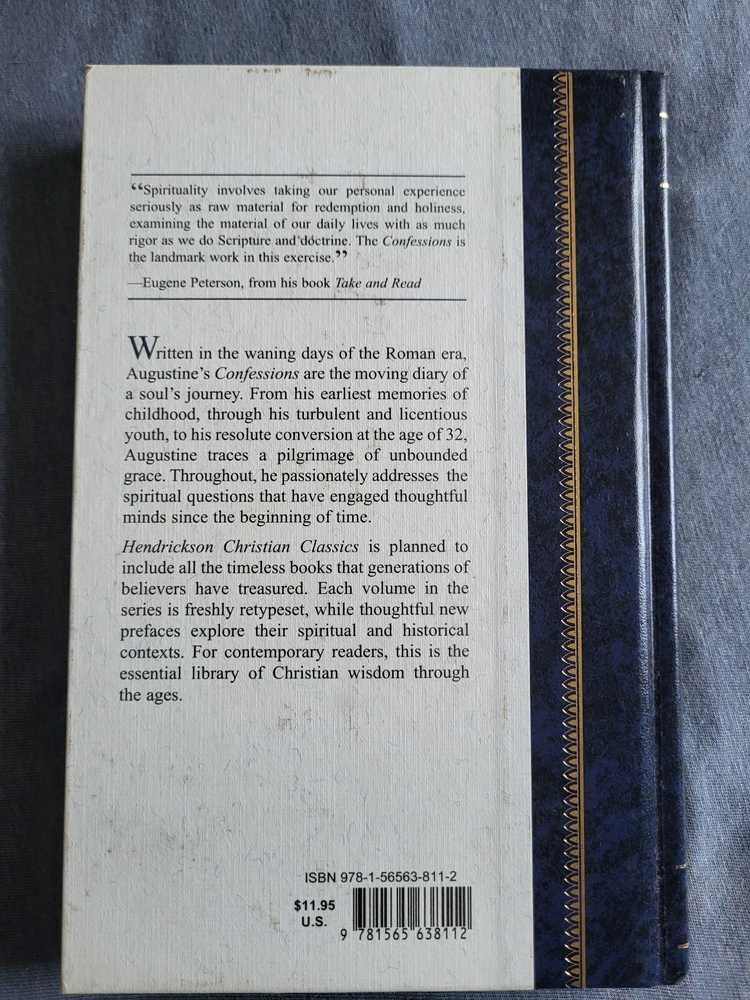 “Spirituality involves taking our personal experience
seriously as raw material for redemption and holiness,
examining the material of our daily lives with as much
rigor as we do Scripture and doctrine. The Confessions is
the landmark work in this exercise.”
—Eugene Peterson, from his book Take and Read
Written in the waning days of the Roman era,
Augustine’s Confessions are the moving diary of
a soul’s journey. From his earliest memories of
childhood, through his turbulent and licentious
youth, to his resolute conversion at the age of 32,
Augustine traces a pilgrimage of unbounded
grace. Throughout, he passionately addresses the
spiritual questions that have engaged thoughtful
minds since the beginning of time.
Hendrickson Christian Classics is planned to
include all the timeless books that generations of
believers have treasured. Each volume in the
series is freshly retypeset, while thoughtful new
prefaces explore their spiritual and historical
contexts. For contemporary readers, this is the
essential library of Christian wisdom through
the ages.
ISBN 978-1-56563-811-2
$11.95
U.S.
9 781565 638112